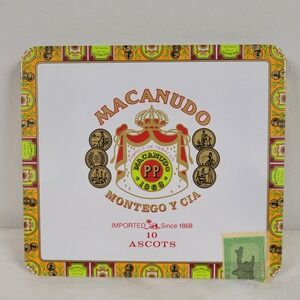 MACANUDO
MACANUDO
P.P
1868
MONTEGO Y CIA
IMPORTED Since 1868
10
ASCOTS